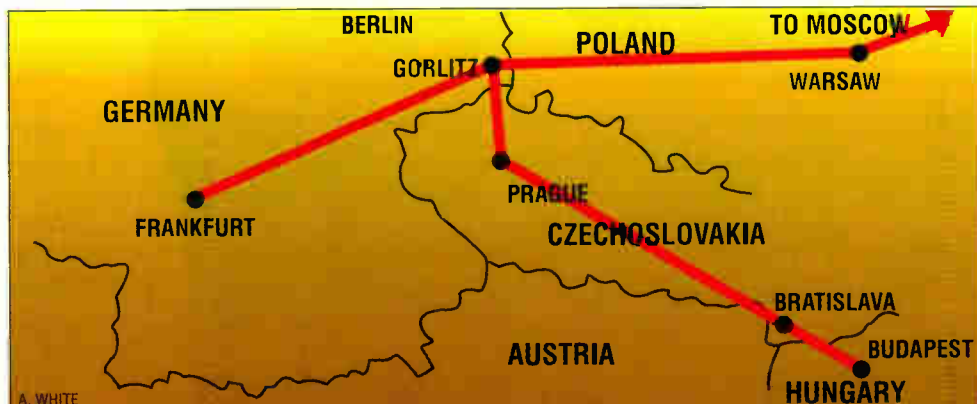 BERLIN
TO MOSCOW
POLAND
GORLITZ
WARSAW
GERMANY
PRAGUE
FRANKFURT
CZECHOSLOVAKIA
BRATISLAVA
AUSTRIA
BUDAPEST
HUNGARY
A. WHITE